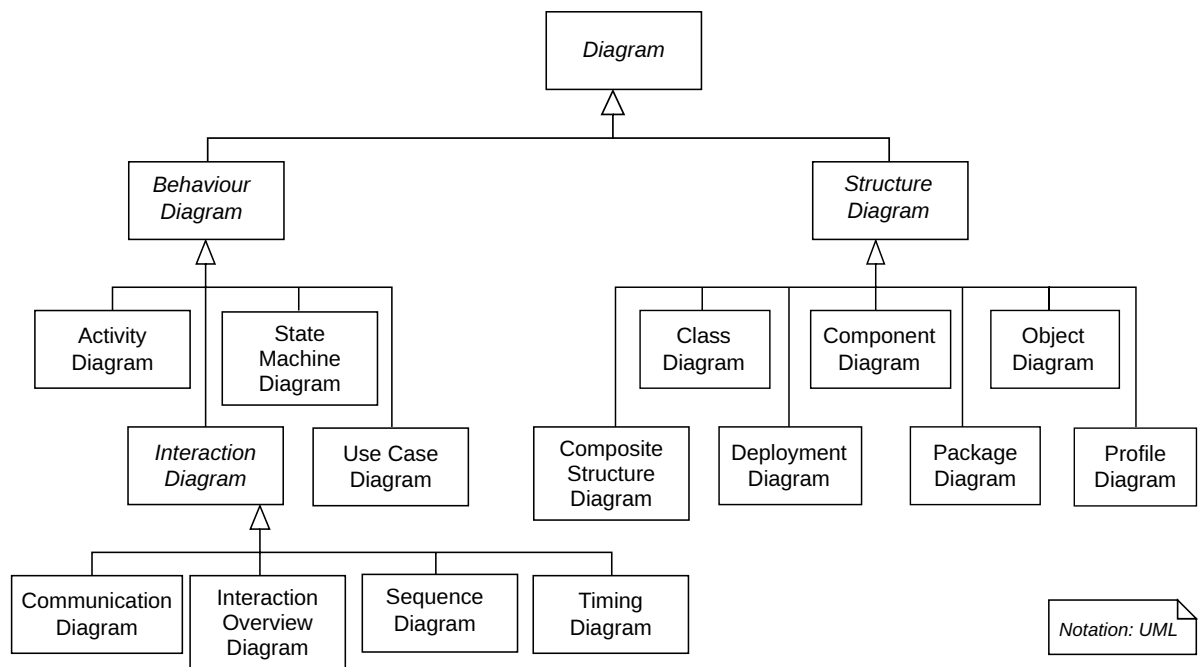 Diagram
Behaviour
Diagram
Structure
Diagram
Activity
Diagram
State
Machine
Diagram
Class
Diagram
Component
Diagram
Object
Diagram
Interaction
Diagram
Use Case
Diagram
Composite
Structure
Diagram
Deployment
Diagram
Package
Diagram
Profile
Diagram
Communication
Diagram
Interaction
Overview
Diagram
Sequence
Diagram
Timing
Diagram
Notation: UML